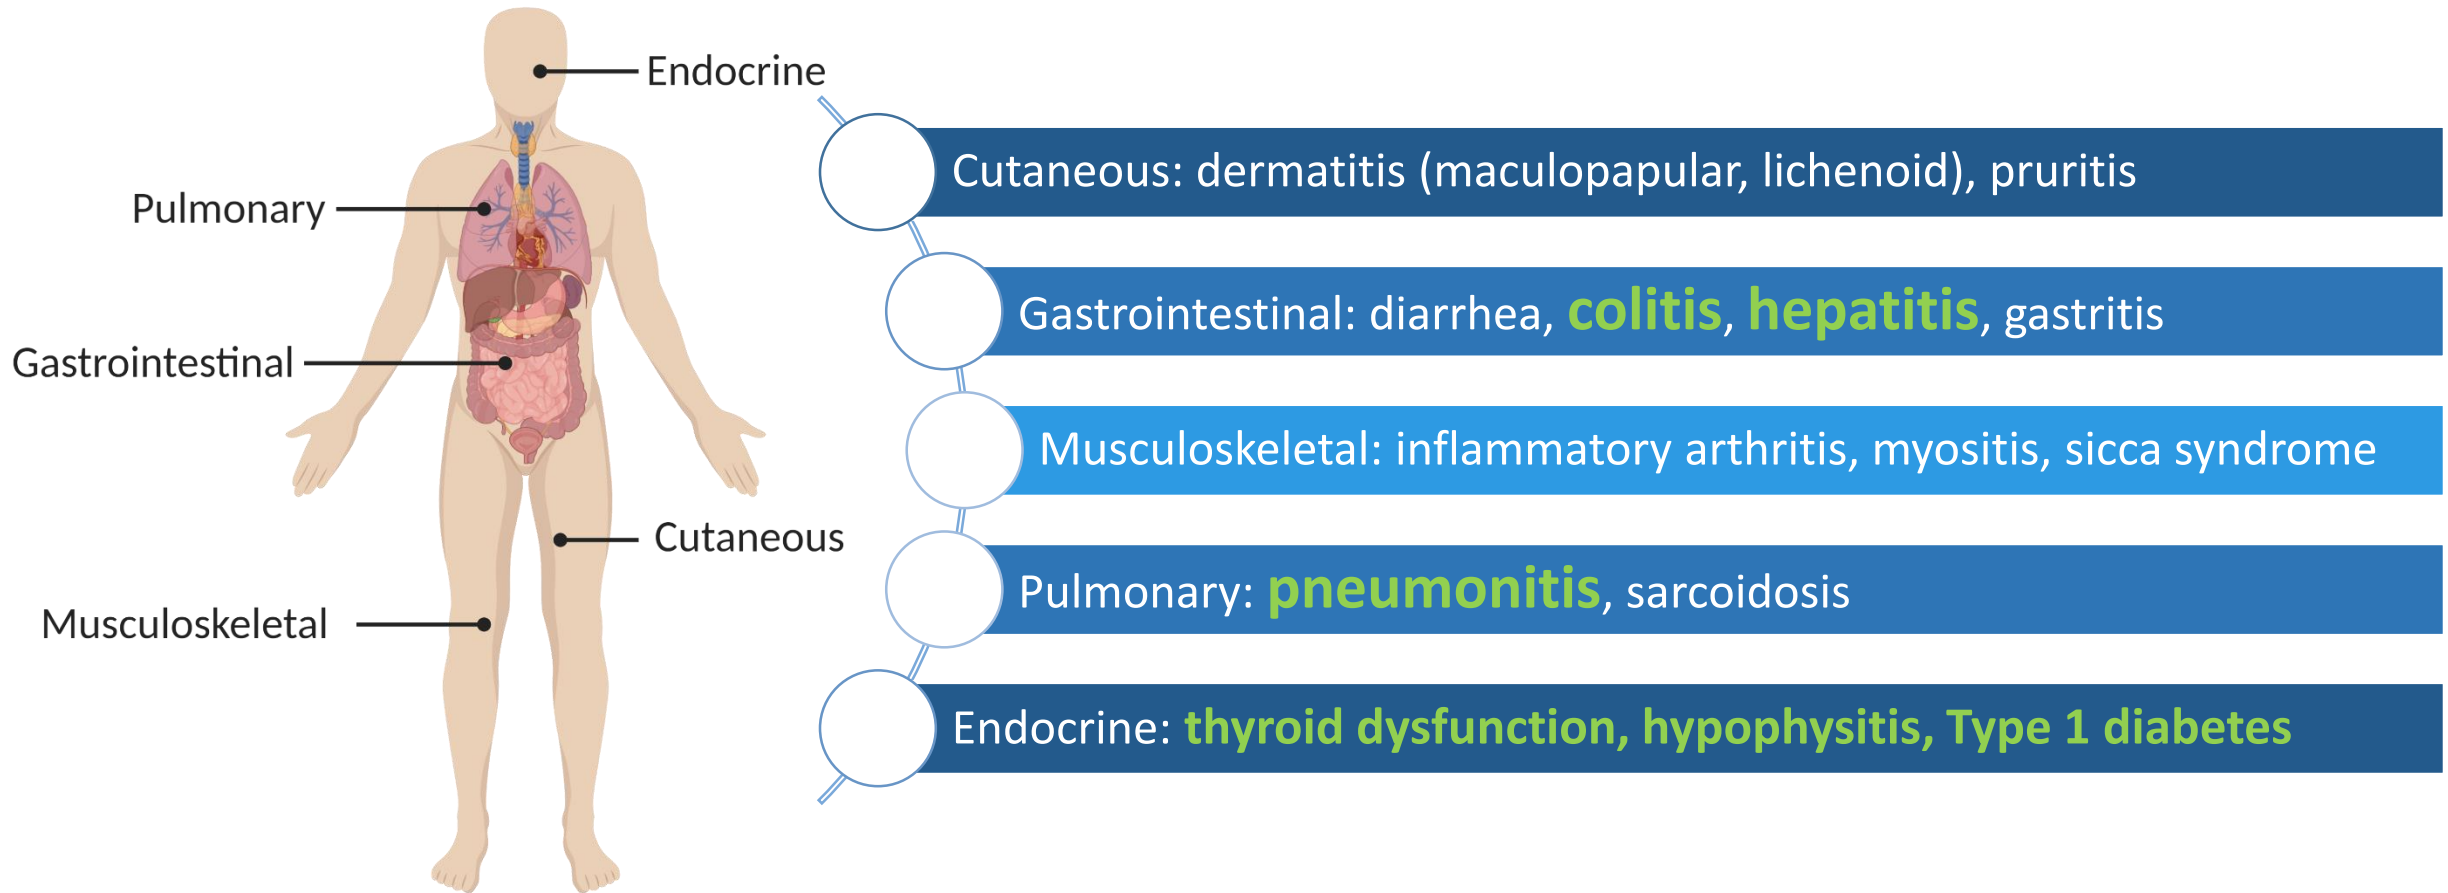 Endocrine
Pulmonary
Gastrointestinal
Cutaneous
Musculoskeletal
Cutaneous: dermatitis (maculopapular, lichenoid), pruritis
Gastrointestinal: diarrhea, colitis, hepatitis, gastritis
Musculoskeletal: inflammatory arthritis, myositis, sicca syndrome
Pulmonary: pneumonitis, sarcoidosis
Endocrine: thyroid dysfunction, hypophysitis, Type 1 diabetes